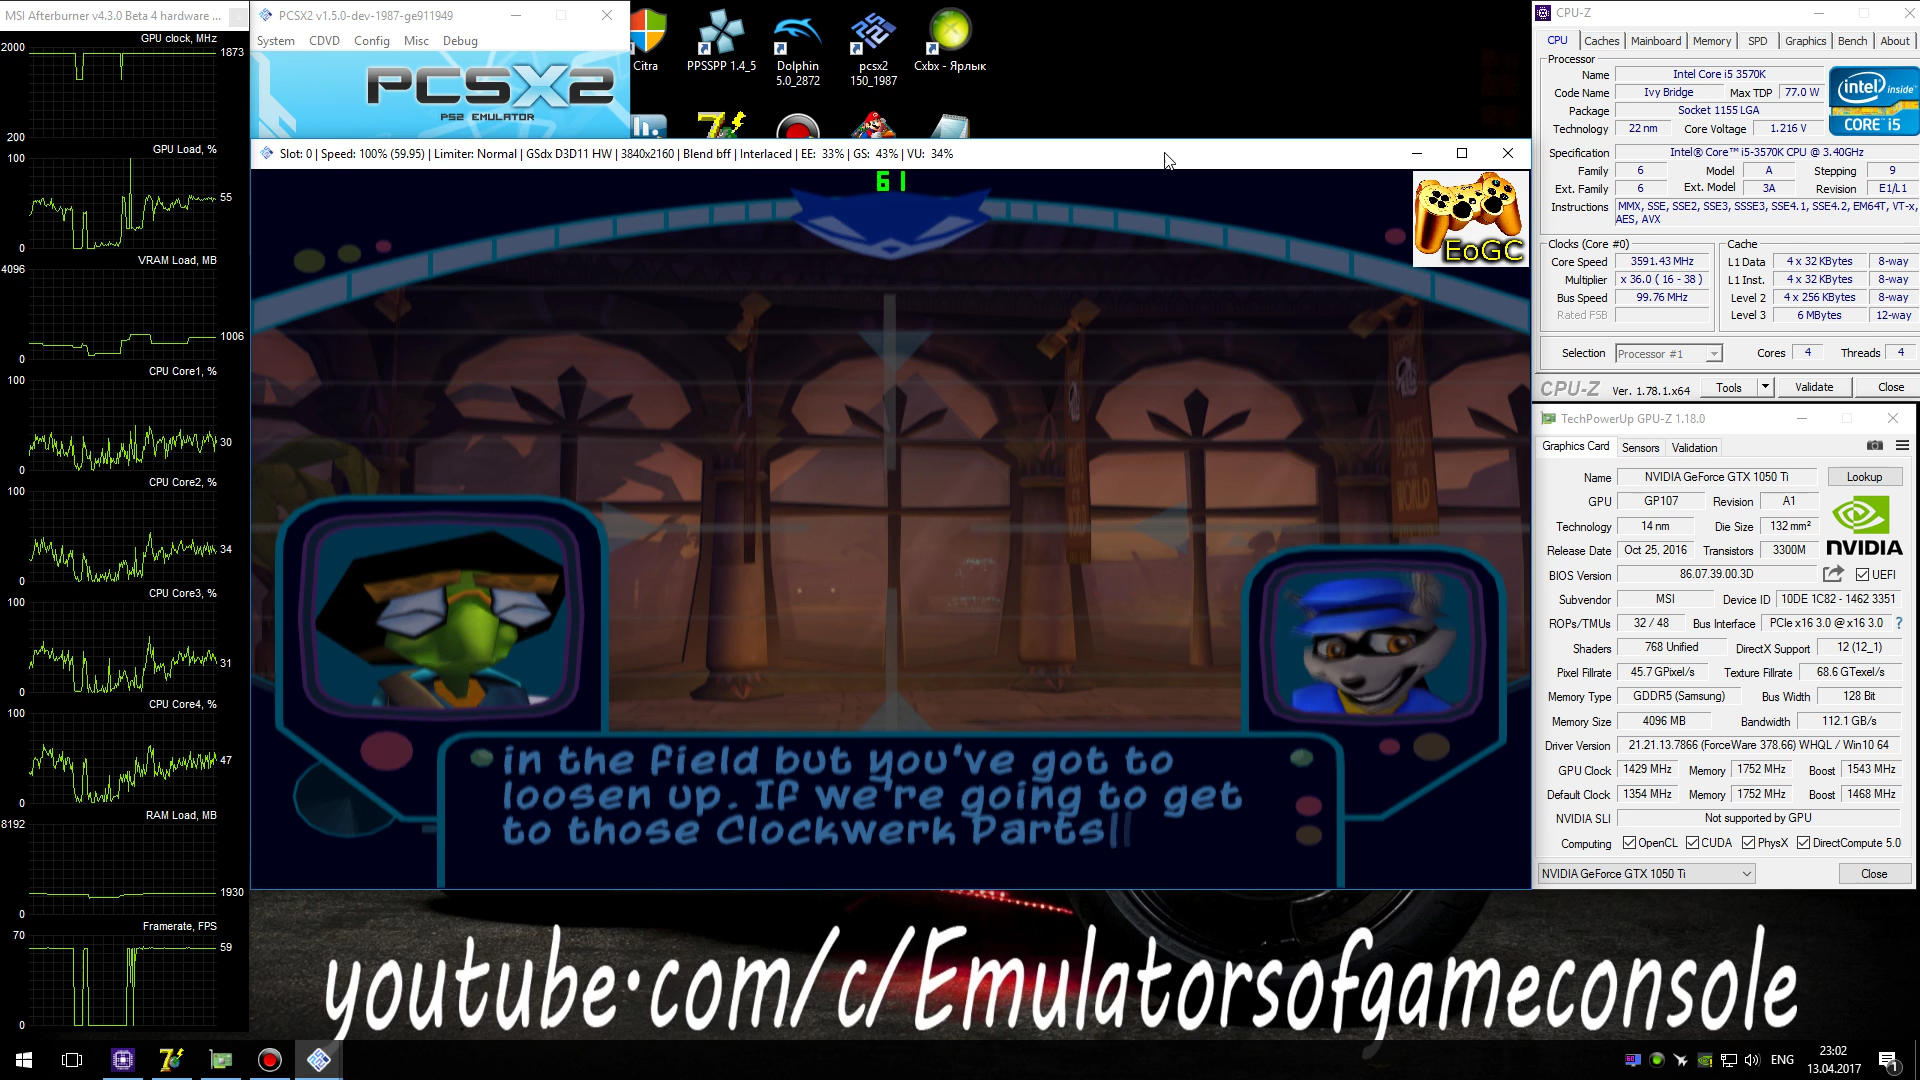 MSI Afterburner v4.3.0 Beta 4 hardware ...
GPU clock, MHz
2000
1873
200
GPU Load, %
100
55
0
VRAM Load, MB
4096
1006
0
CPU Core1, %
100
30
0
CPU Core2, %
100
34
0
CPU Core3, %
100
31
0
CPU Core4, %
100
47
0
RAM Load, MB
8192
1930
0
Framerate, FPS
70
59
0
PCSX2 v1.5.0-dev-1987-ge911949
System CDVD Config Misc Debug
PCSX2
PS2 EMULATOR
Citra
PPSSPP 1.4_5
Dolphin
5.0_2872
pcsx2
150_1987
Cxbx - Ярлык
Slot: 0 | Speed: 100% (59.95) | Limiter: Normal | GSdx D3D11 HW | 3840x2160 | Blend bff | Interlaced | EE: 33% | GS: 43% | VU: 34%
61
EoGC
in the field but you've got to
loosen up. If we're going to get
to those Clockwerk Parts
CPU-Z
CPU Caches Mainboard Memory SPD Graphics Bench About
Processor
Name Intel Core i5 3570K
Code Name Ivy Bridge Max TDP 77.0 W
Package Socket 1155 LGA
Technology 22 nm Core Voltage 1.216 V
intel inside
CORE i5
Specification Intel® Core™ i5-3570K CPU @ 3.40GHz
Family 6 Model A Stepping 9
Ext. Family 6 Ext. Model 3A Revision E1/L1
Instructions MMX, SSE, SSE2, SSE3, SSSE3, SSE4.1, SSE4.2, EM64T, VT-x,
AES, AVX
Clocks (Core #0) Cache
Core Speed 3591.43 MHz L1 Data 4 x 32 KBytes 8-way
Multiplier x 36.0 ( 16 - 38 ) L1 Inst. 4 x 32 KBytes 8-way
Bus Speed 99.76 MHz Level 2 4 x 256 KBytes 8-way
Rated FSB Level 3 6 MBytes 12-way
Selection Processor #1 Cores 4 Threads 4
CPU-Z Ver. 1.78.1.x64 Tools Validate Close
TechPowerUp GPU-Z 1.18.0
Graphics Card Sensors Validation
Name NVIDIA GeForce GTX 1050 Ti Lookup
GPU GP107 Revision A1
Technology 14 nm Die Size 132 mm²
NVIDIA
Release Date Oct 25, 2016 Transistors 3300M
BIOS Version 86.07.39.00.3D UEFI
Subvendor MSI Device ID 10DE 1C82 - 1462 3351
ROPs/TMUs 32 / 48 Bus Interface PCIe x16 3.0 @ x16 3.0 ?
Shaders 768 Unified DirectX Support 12 (12_1)
Pixel Fillrate 45.7 GPixel/s Texture Fillrate 68.6 GTexel/s
Memory Type GDDR5 (Samsung) Bus Width 128 Bit
Memory Size 4096 MB Bandwidth 112.1 GB/s
Driver Version 21.21.13.7866 (ForceWare 378.66) WHQL / Win10 64
GPU Clock 1429 MHz Memory 1752 MHz Boost 1543 MHz
Default Clock 1354 MHz Memory 1752 MHz Boost 1468 MHz
NVIDIA SLI Not supported by GPU
Computing OpenCL CUDA PhysX DirectCompute 5.0
NVIDIA GeForce GTX 1050 Ti Close
youtube.com/c/Emulatorsofgameconsole
ENG
23:02
13.04.2017
1